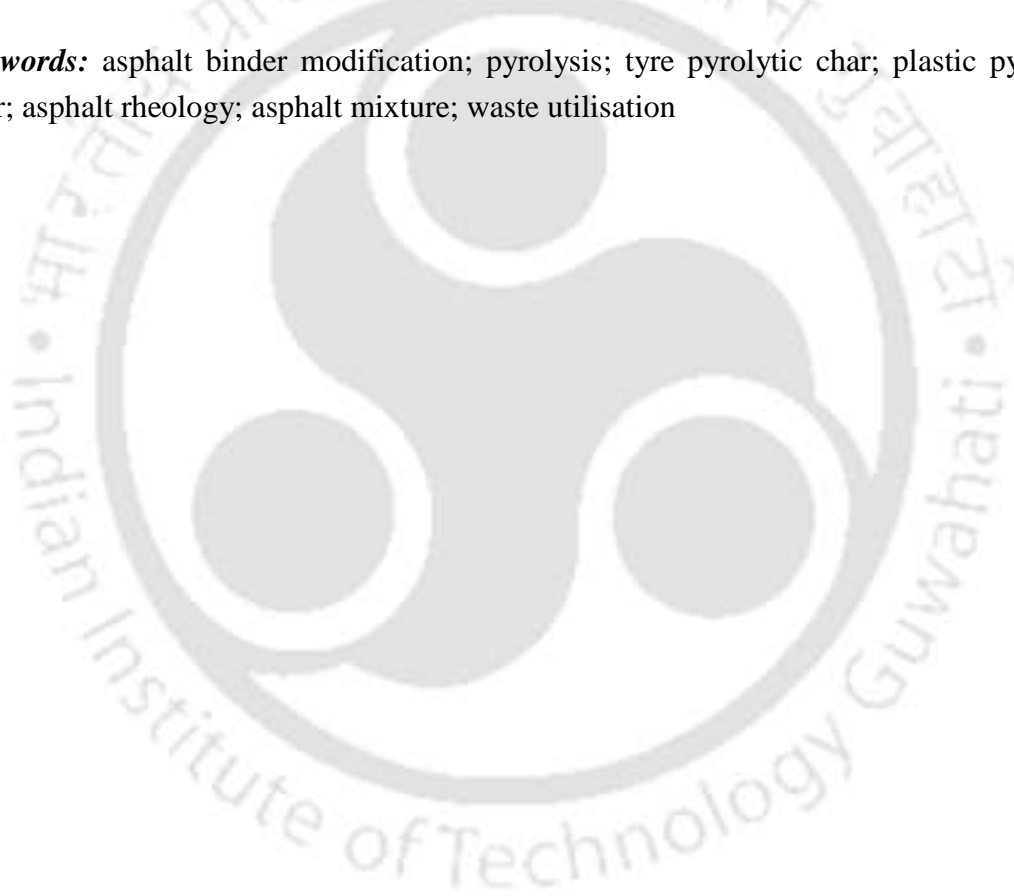 words: asphalt binder modification; pyrolysis; tyre pyrolytic char; plastic py
r; asphalt rheology; asphalt mixture; waste utilisation
गुवाहाटी
Indian Institute of Technology Guwahati